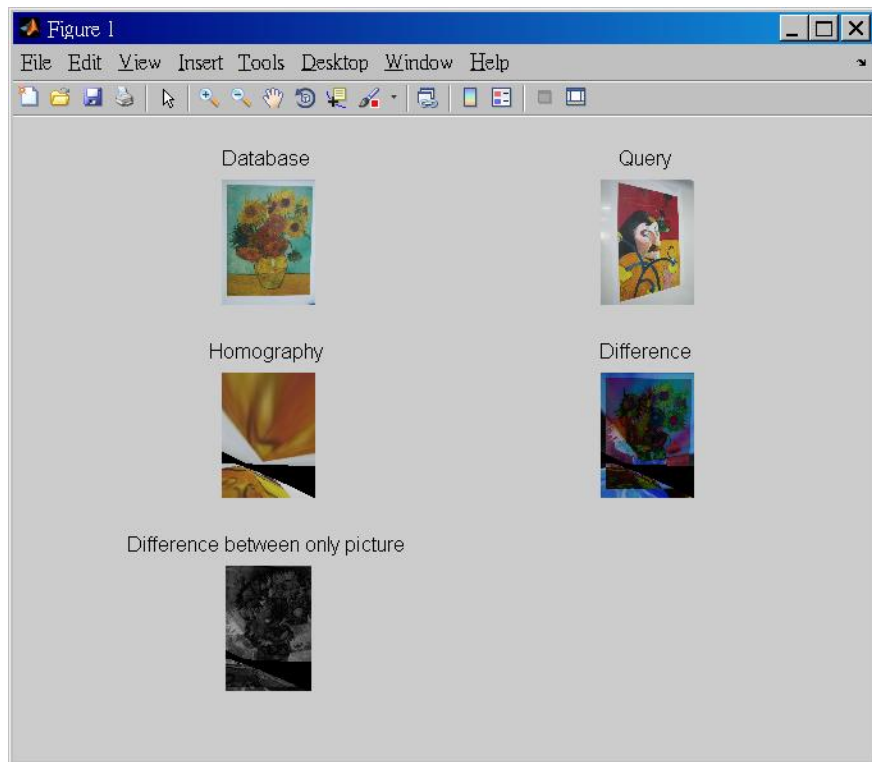 Figure 1
File Edit View Insert Tools Desktop Window Help
Database
Query
Homography
Difference
Difference between only picture